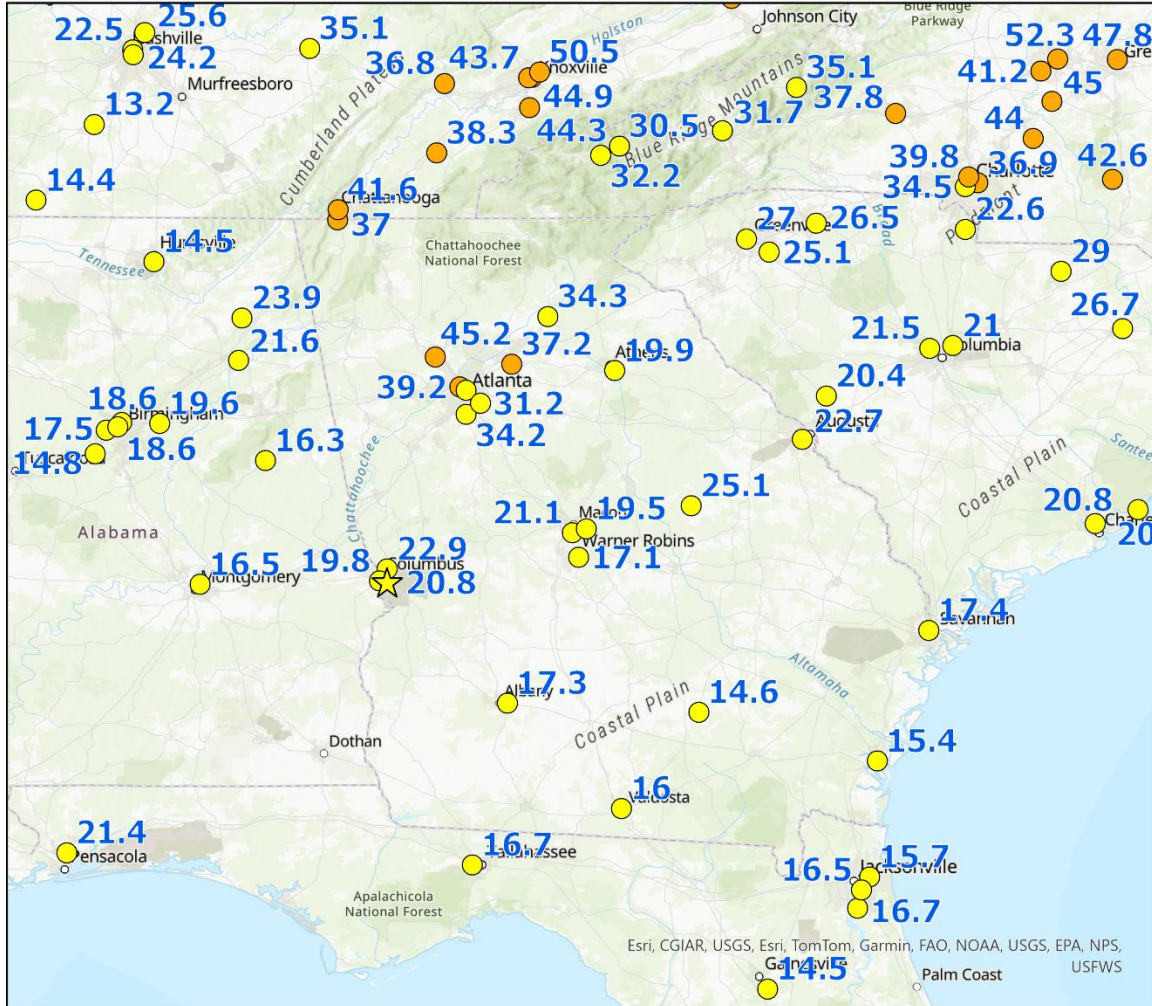 25.6
22.5
Nashville
24.2
35.1
Murfreesboro
13.2
36.8
43.7
50.5
Knoxville
Holston
Johnson City
Blue Ridge
Parkway
52.3
47.8
41.2
45
44.9
Cumberland Plateau
38.3
44.3
30.5
Blue Ridge Mountains
31.7
35.1
37.8
44
32.2
39.8
36.9
Charlotte
42.6
34.5
14.4
41.6
Chattanooga
37
22.6
Piedmont
27
Greenville
26.5
Broad
25.1
14.5
Huntsville
Tennessee
Chattahoochee
National Forest
29
23.9
34.3
26.7
21.6
45.2
37.2
Athens
19.9
21.5
21
Columbia
39.2
Atlanta
31.2
34.2
20.4
22.7
Augusta
18.6
Birmingham
19.6
17.5
18.6
14.8
Tuscaloosa
16.3
Chattahoochee
Santee
Coastal Plain
25.1
20.8
20
Alabama
21.1
Macon
19.5
Warner Robins
17.1
19.8
22.9
Columbus
20.8
16.5
Montgomery
17.4
Savannah
Altamaha
17.3
Albany
14.6
Coastal Plain
Dothan
15.4
16
Valdosta
21.4
Pensacola
16.7
Tallahassee
15.7
Jacksonville
16.5
16.7
Apalachicola
National Forest
Esri, CGIAR, USGS, Esri, TomTom, Garmin, FAO, NOAA, USGS, EPA, NPS,
USFWS
Gainesville
14.5
Palm Coast